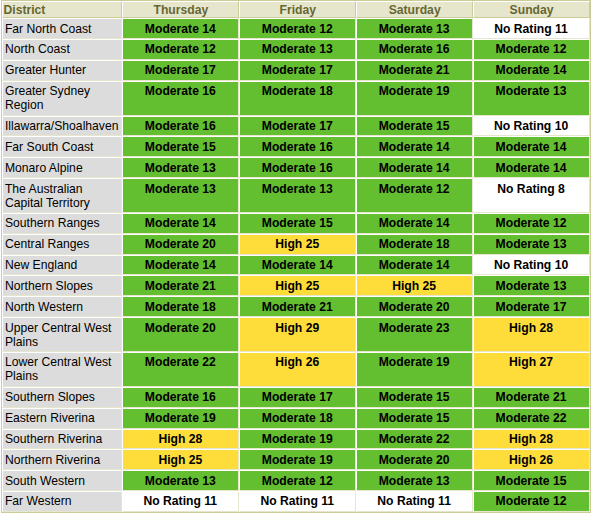 District Thursday Friday Saturday Sunday
Far North Coast Moderate 14 Moderate 12 Moderate 13 No Rating 11
North Coast Moderate 12 Moderate 13 Moderate 16 Moderate 12
Greater Hunter Moderate 17 Moderate 17 Moderate 21 Moderate 14
Greater Sydney Moderate 16 Moderate 18 Moderate 19 Moderate 13
Region
Illawarra/Shoalhaven Moderate 16 Moderate 17 Moderate 15 No Rating 10
Far South Coast Moderate 15 Moderate 16 Moderate 14 Moderate 14
Monaro Alpine Moderate 13 Moderate 16 Moderate 14 Moderate 14
The Australian Moderate 13 Moderate 13 Moderate 12 No Rating 8
Capital Territory
Southern Ranges Moderate 14 Moderate 15 Moderate 14 Moderate 12
Central Ranges Moderate 20 High 25 Moderate 18 Moderate 13
New England Moderate 14 Moderate 14 Moderate 14 No Rating 10
Northern Slopes Moderate 21 High 25 High 25 Moderate 13
North Western Moderate 18 Moderate 21 Moderate 20 Moderate 17
Upper Central West Moderate 20 High 29 Moderate 23 High 28
Plains
Lower Central West Moderate 22 High 26 Moderate 19 High 27
Plains
Southern Slopes Moderate 16 Moderate 17 Moderate 15 Moderate 21
Eastern Riverina Moderate 19 Moderate 18 Moderate 15 Moderate 22
Southern Riverina High 28 Moderate 19 Moderate 22 High 28
Northern Riverina High 25 Moderate 19 Moderate 20 High 26
South Western Moderate 13 Moderate 12 Moderate 13 Moderate 15
Far Western No Rating 11 No Rating 11 No Rating 11 Moderate 12